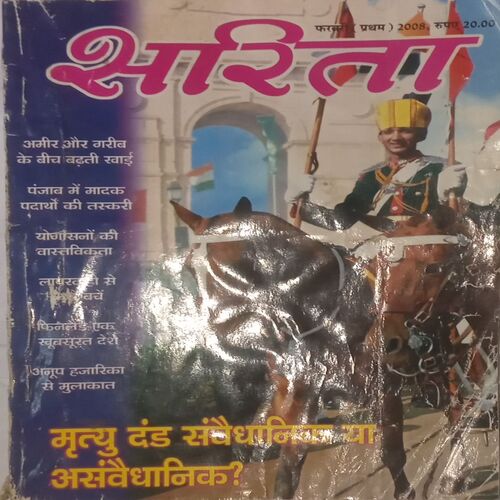 फरवरी ( प्रथम ) 2008, रुपए 20.00
सरिता
अमीर और गरीब
के बीच बढ़ती खाई
पंजाब में मादक
पदार्थों की तस्करी
योगासनों की
वास्तविकता
से
बचें
एक
खूबसूरत देश
अनूप हजारिका
से मुलाकात
मृत्यु दंड संवैधानिक या
असंवैधानिक?